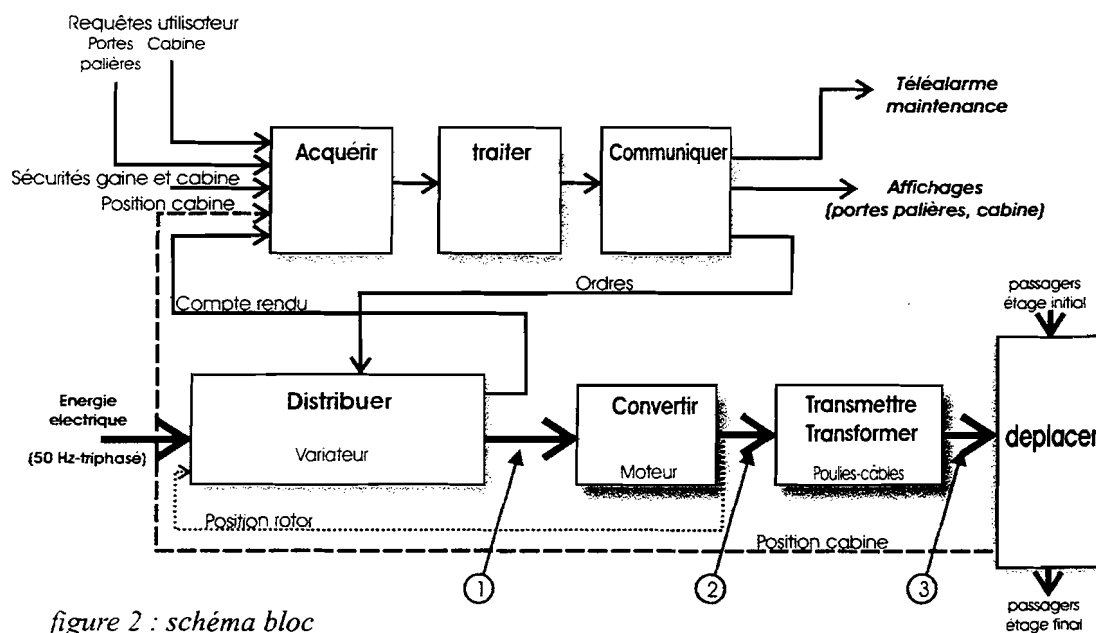 Requêtes utilisateur
Portes Cabine
palières
Téléalarme
maintenance
Acquérir
traiter
Communiquer
Sécurités gaine et cabine
Position cabine
Affichages
(portes palières, cabine)
Ordres
Compte rendu
passagers
étage initial
Energie
electrique
(50 Hz-triphasé)
Distribuer
Variateur
Convertir
Moteur
Transmettre
Transformer
Poulies-câbles
deplacer
Position rotor
Position cabine
1
2
3
passagers
étage final
figure 2 : schéma bloc